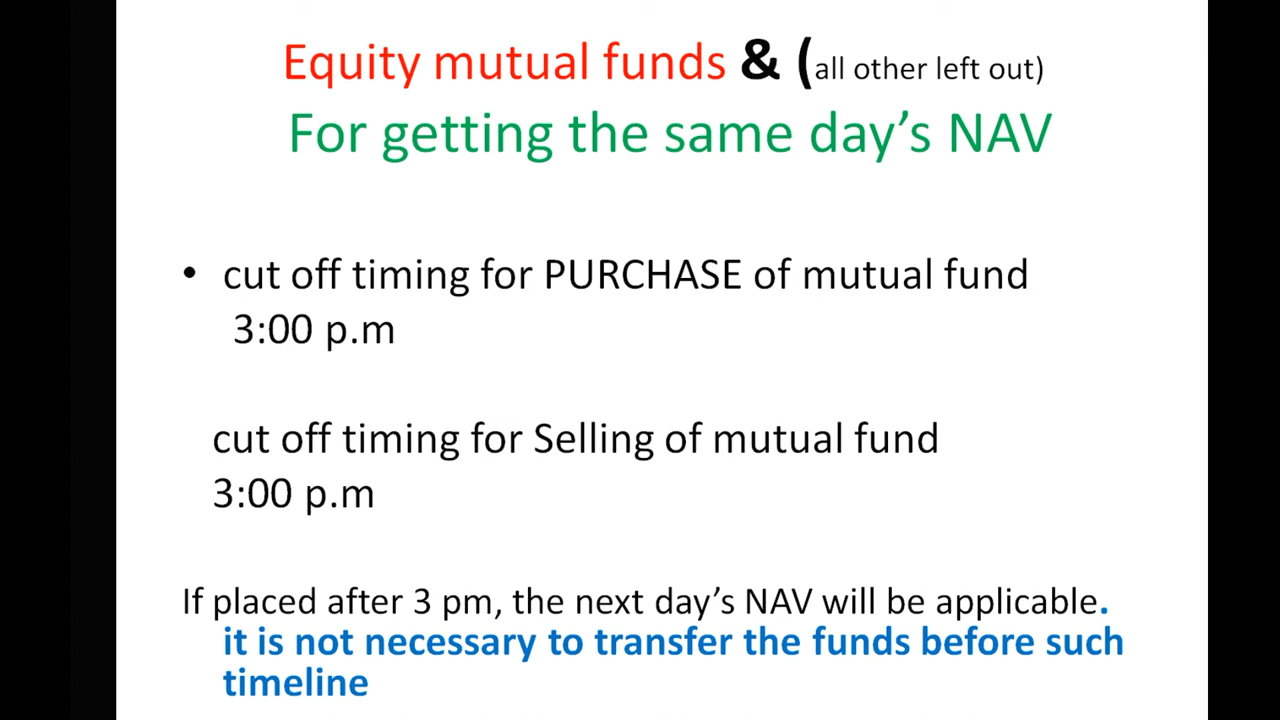 Equity mutual funds & (all other left out)
For getting the same day’s NAV
• cut off timing for PURCHASE of mutual fund
3:00 p.m
cut off timing for Selling of mutual fund
3:00 p.m
If placed after 3 pm, the next day’s NAV will be applicable.
it is not necessary to transfer the funds before such
timeline